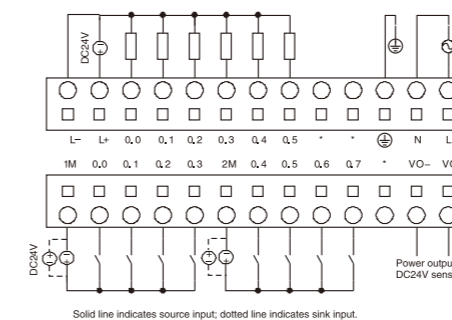 DC24V
L− L+ 0.0 0.1 0.2 0.3 0.4 0.5 * * N L
1M 0.0 0.1 0.2 0.3 2M 0.4 0.5 0.6 0.7 * VO−
DC24V
Power outpu
DC24V sens
Solid line indicates source input; dotted line indicates sink input.